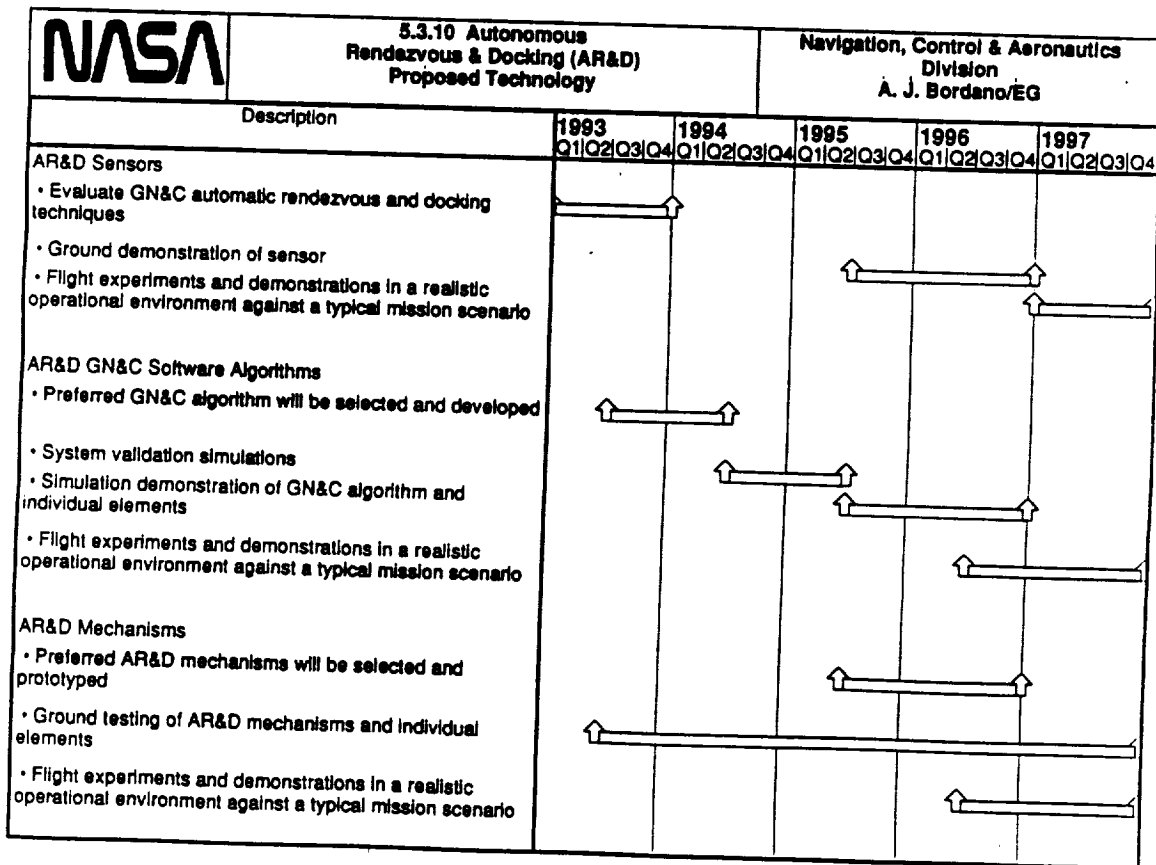 NASA
5.3.10 Autonomous
Rendezvous & Docking (AR&D)
Proposed Technology
Navigation, Control & Aeronautics
Division
A. J. Bordano/EG
Description
1993 1994 1995 1996 1997
Q1|Q2|Q3|Q4 Q1|Q2|Q3|Q4 Q1|Q2|Q3|Q4 Q1|Q2|Q3|Q4 Q1|Q2|Q3|Q4
AR&D Sensors
• Evaluate GN&C automatic rendezvous and docking
techniques
• Ground demonstration of sensor
• Flight experiments and demonstrations in a realistic
operational environment against a typical mission scenario
AR&D GN&C Software Algorithms
• Preferred GN&C algorithm will be selected and developed
• System validation simulations
• Simulation demonstration of GN&C algorithm and
individual elements
• Flight experiments and demonstrations in a realistic
operational environment against a typical mission scenario
AR&D Mechanisms
• Preferred AR&D mechanisms will be selected and
prototyped
• Ground testing of AR&D mechanisms and individual
elements
• Flight experiments and demonstrations in a realistic
operational environment against a typical mission scenario